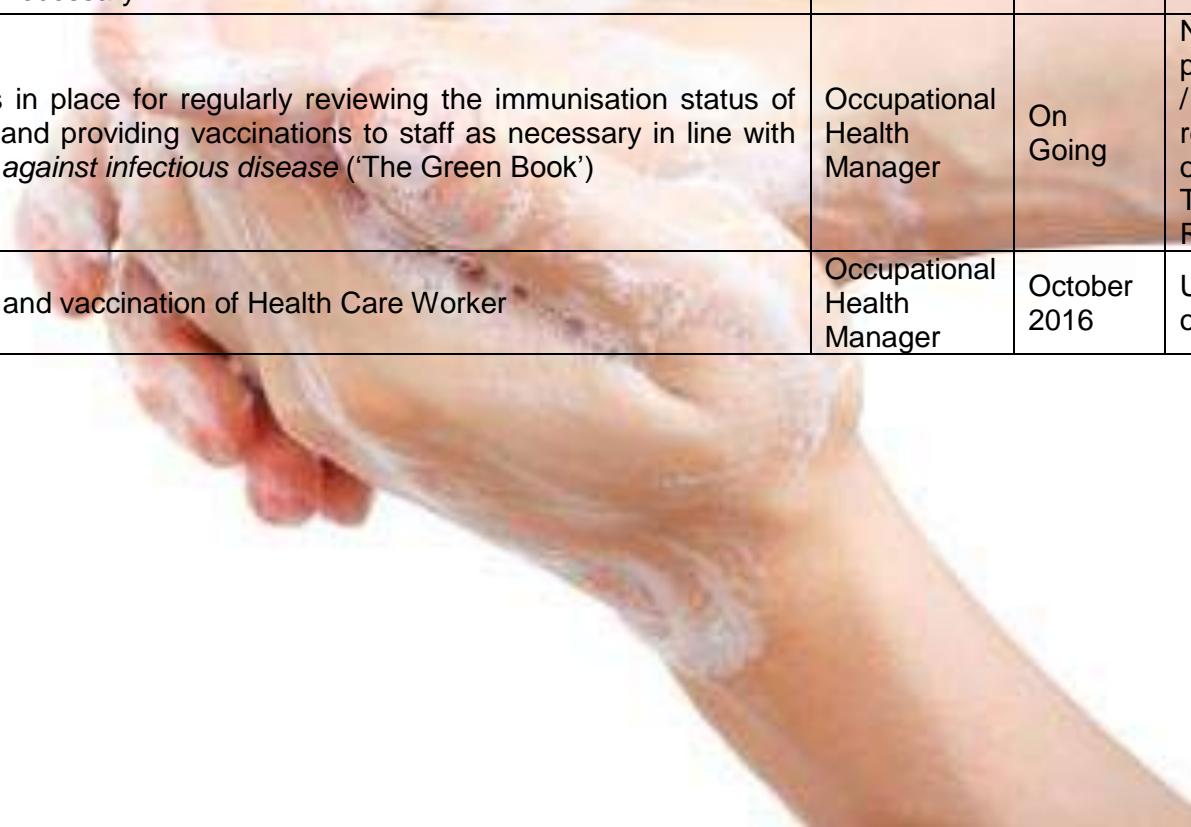 s in place for regularly reviewing the immunisation status of
and providing vaccinations to staff as necessary in line with
against infectious disease (‘The Green Book’)
Occupational
Health
Manager
On
Going
and vaccination of Health Care Worker
Occupational
Health
Manager
October
2016